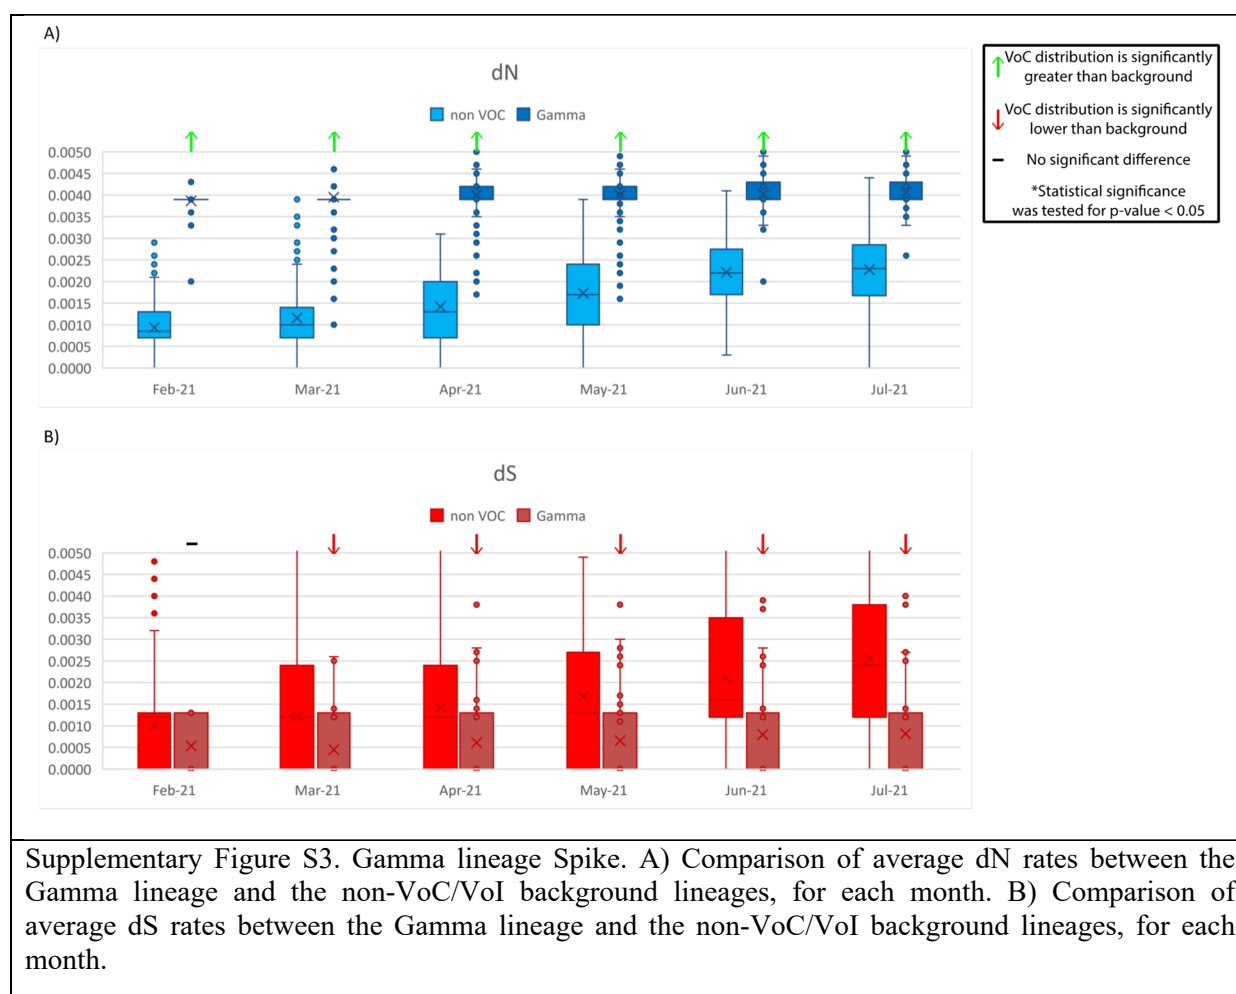 A)
dN
non VOC Gamma
0.0050
0.0045
0.0040
0.0035
0.0030
0.0025
0.0020
0.0015
0.0010
0.0005
0.0000
Feb-21 Mar-21 Apr-21 May-21 Jun-21 Jul-21
VoC distribution is significantly
greater than background
VoC distribution is significantly
lower than background
No significant difference
*Statistical significance
was tested for p-value < 0.05
B)
dS
non VOC Gamma
0.0050
0.0045
0.0040
0.0035
0.0030
0.0025
0.0020
0.0015
0.0010
0.0005
0.0000
Feb-21 Mar-21 Apr-21 May-21 Jun-21 Jul-21
Supplementary Figure S3. Gamma lineage Spike. A) Comparison of average dN rates between the
Gamma lineage and the non-VoC/VoI background lineages, for each month. B) Comparison of
average dS rates between the Gamma lineage and the non-VoC/VoI background lineages, for each
month.